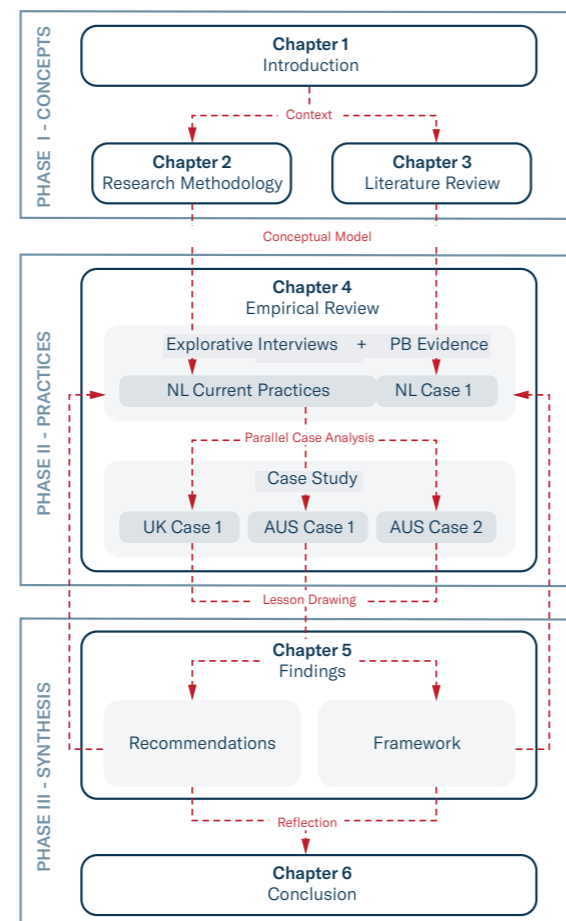 PHASE I - CONCEPTS
Chapter 1
Introduction
Context
Chapter 2
Research Methodology
Chapter 3
Literature Review
Conceptual Model
PHASE II - PRACTICES
Chapter 4
Empirical Review
Explorative Interviews + PB Evidence
NL Current Practices
NL Case 1
Parallel Case Analysis
Case Study
UK Case 1
AUS Case 1
AUS Case 2
Lesson Drawing
PHASE III - SYNTHESIS
Chapter 5
Findings
Recommendations
Framework
Reflection
Chapter 6
Conclusion